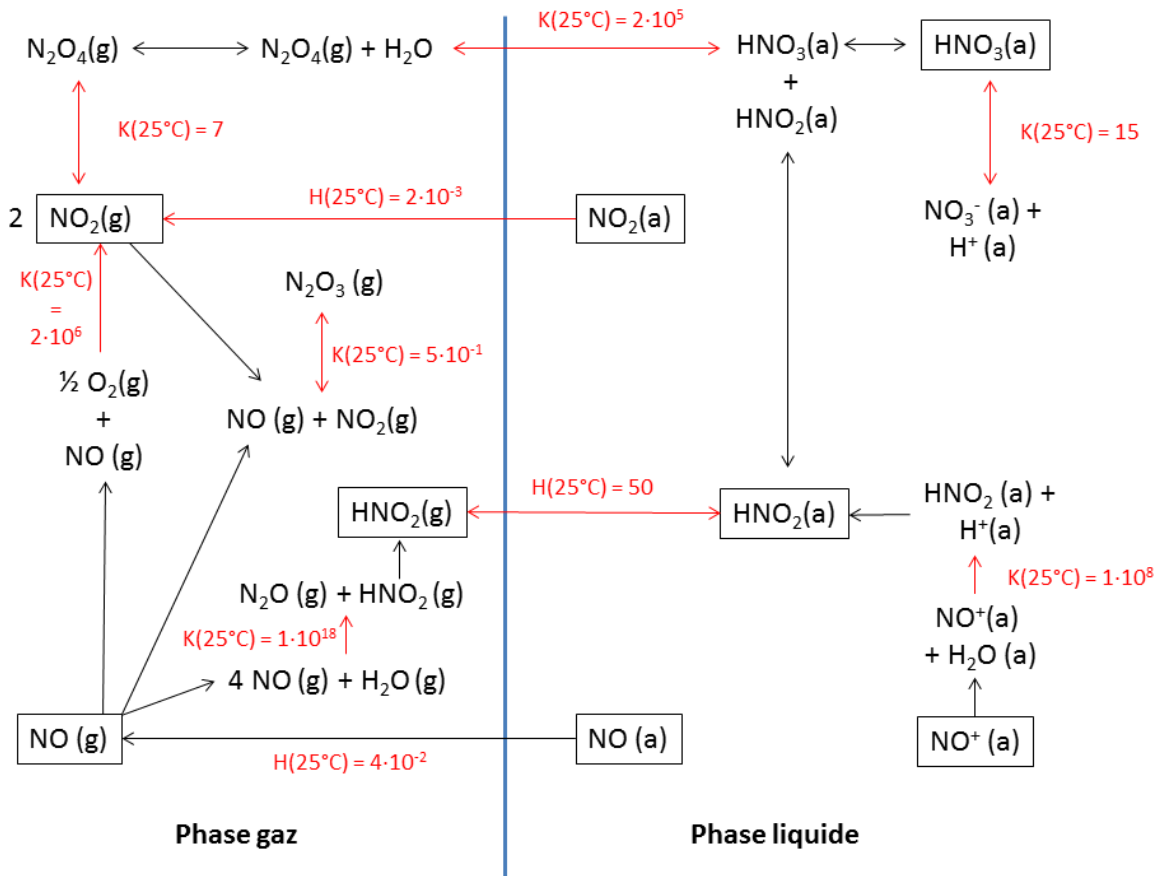 K(25°C) = 2·10⁵
N₂O₄(g)
N₂O₄(g) + H₂O
HNO₃(a)
+
HNO₂(a)
HNO₃(a)
K(25°C) = 7
K(25°C) = 15
H(25°C) = 2·10⁻³
2
NO₂(g)
NO₂(a)
NO₃⁻ (a) +
H⁺ (a)
K(25°C)
=
2·10⁶
N₂O₃ (g)
K(25°C) = 5·10⁻¹
½ O₂(g)
+
NO (g)
NO (g) + NO₂(g)
HNO₂(g)
H(25°C) = 50
HNO₂(a)
HNO₂ (a) +
H⁺(a)
N₂O (g) + HNO₂(g)
K(25°C) = 1·10⁸
K(25°C) = 1·10¹⁸
NO⁺(a)
+ H₂O (a)
4 NO (g) + H₂O (g)
NO (g)
NO (a)
NO⁺ (a)
H(25°C) = 4·10⁻²
Phase gaz
Phase liquide